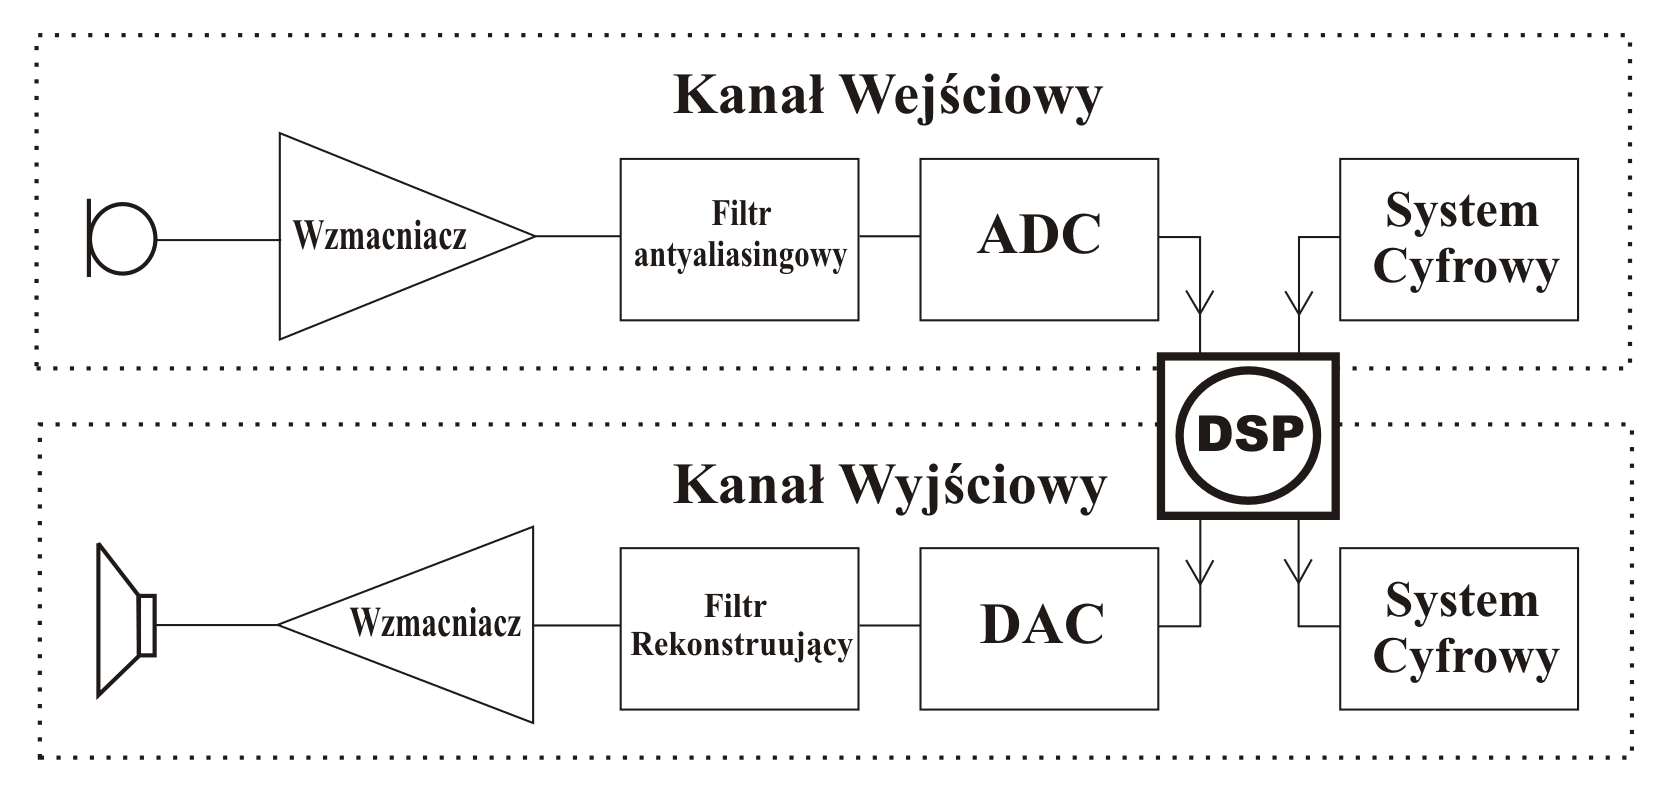 Kanał Wejściowy
Wzmacniacz
Filtr
antyaliasingowy
ADC
System
Cyfrowy
DSP
Kanał Wyjściowy
Wzmacniacz
Filtr
Rekonstruujący
DAC
System
Cyfrowy